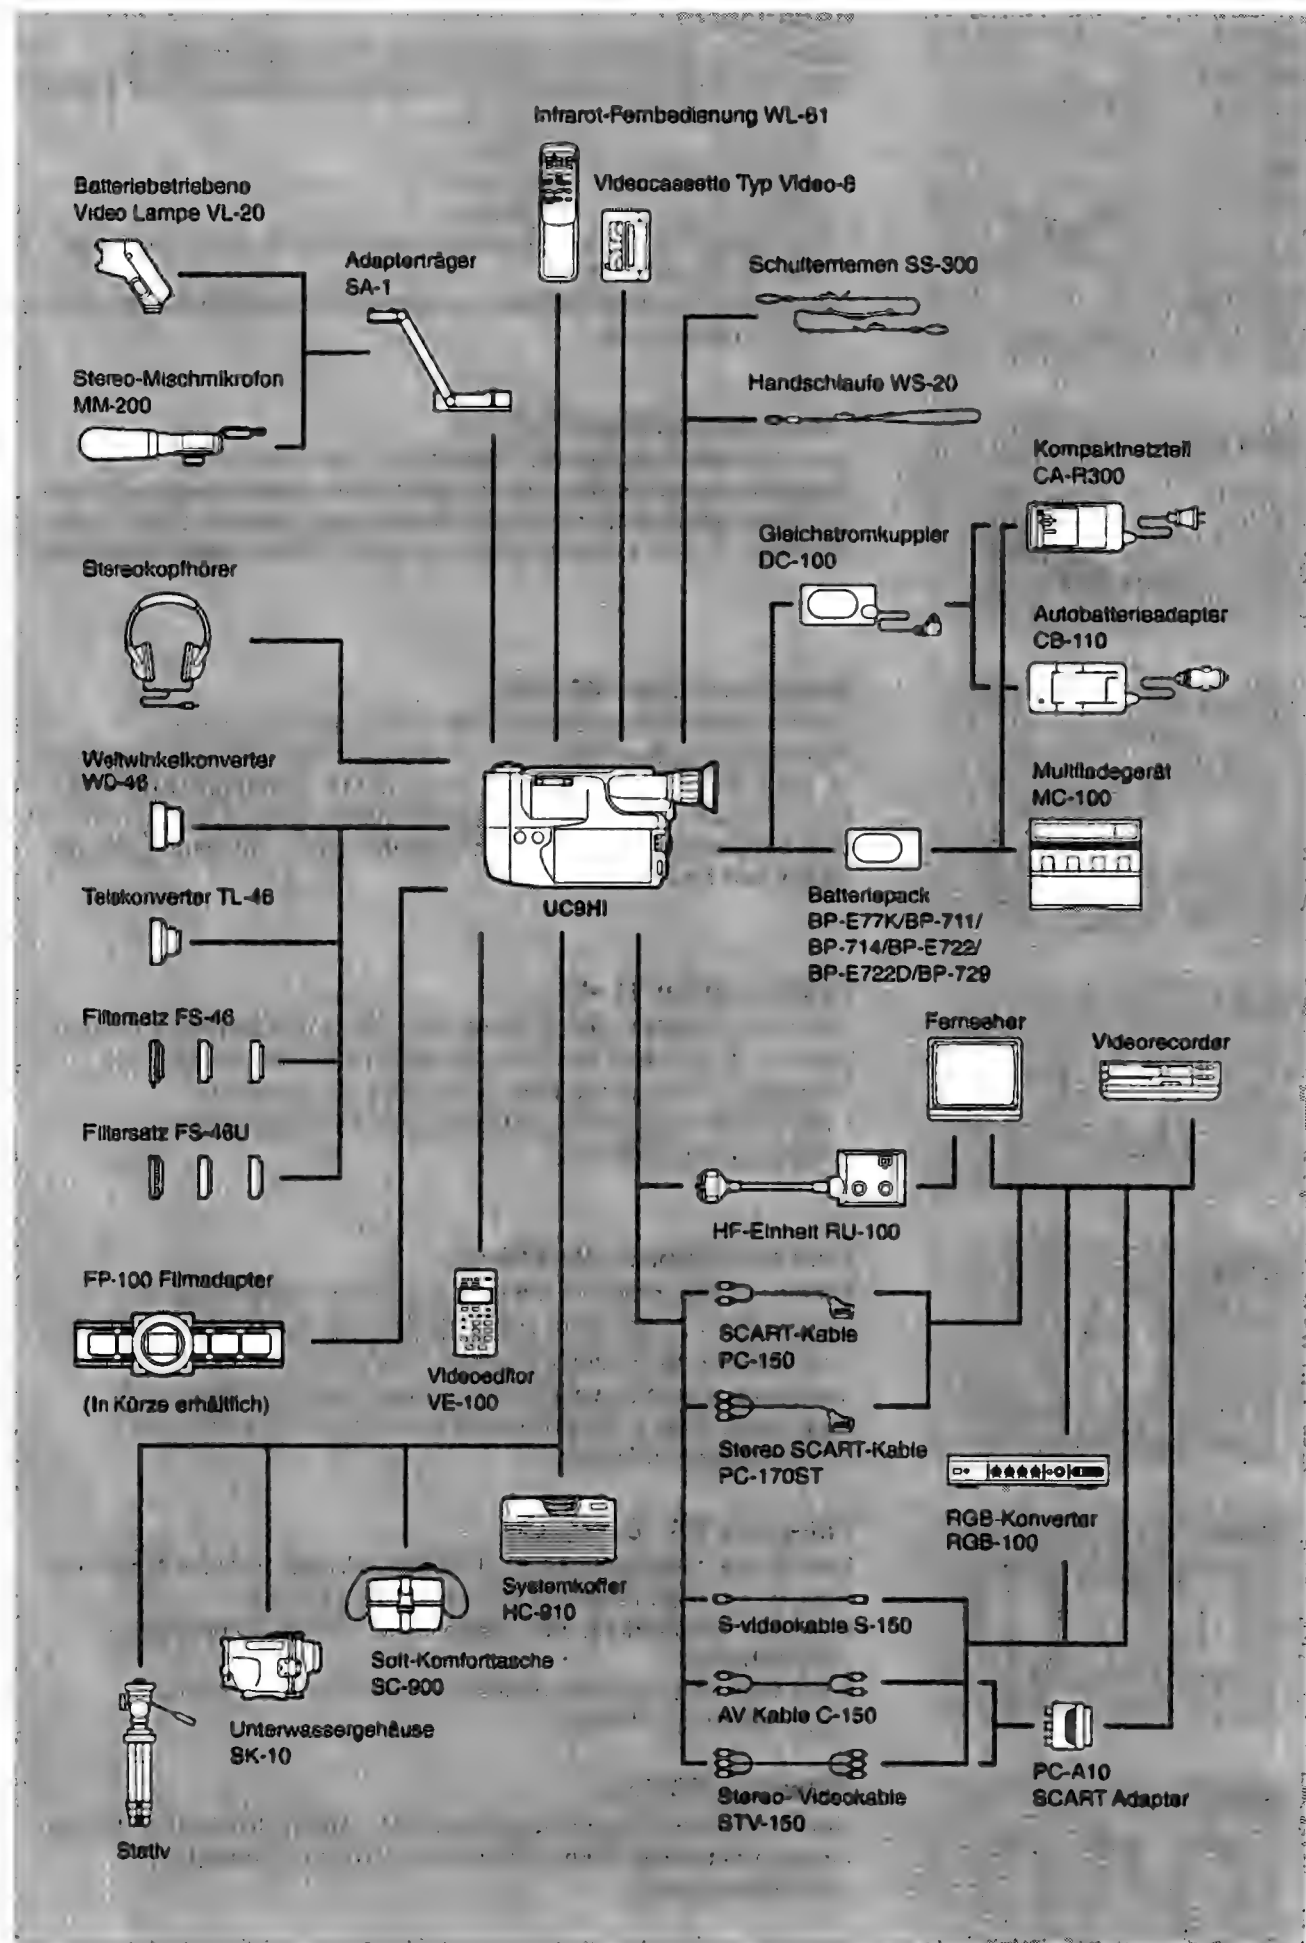 Infrarot-Fernbedienung WL-61
Batteriebetriebene
Video Lampe VL-20
Videocassette Typ Video-8
Adapterträger
SA-1
Schulterriemen SS-300
Stereo-Mischmikrofon
MM-200
Handschlaufe WS-20
Kompaktnetzteil
CA-R300
Gleichstromkuppler
DC-100
Stereokopfhörer
Autobatterieadapter
CB-110
Weitwinkelkonverter
WD-46
Multiladegerät
MC-100
UC9HI
Telekonverter TL-46
Batteriepack
BP-E77K/BP-711/
BP-714/BP-E722/
BP-E722D/BP-729
Filtersatz FS-46
Fernseher
Videorecorder
Filtersatz FS-46U
HF-Einheit RU-100
FP-100 Filmadapter
(In Kürze erhältlich)
Videoeditor
VE-100
SCART-Kable
PC-150
Stereo SCART-Kable
PC-170ST
RGB-Konverter
RGB-100
Systemkoffer
HC-910
S-videokable S-150
Soft-Komforttasche
SC-900
AV Kable C-150
Unterwassergehäuse
SK-10
PC-A10
SCART Adapter
Stereo- Videokable
STV-150
Stativ